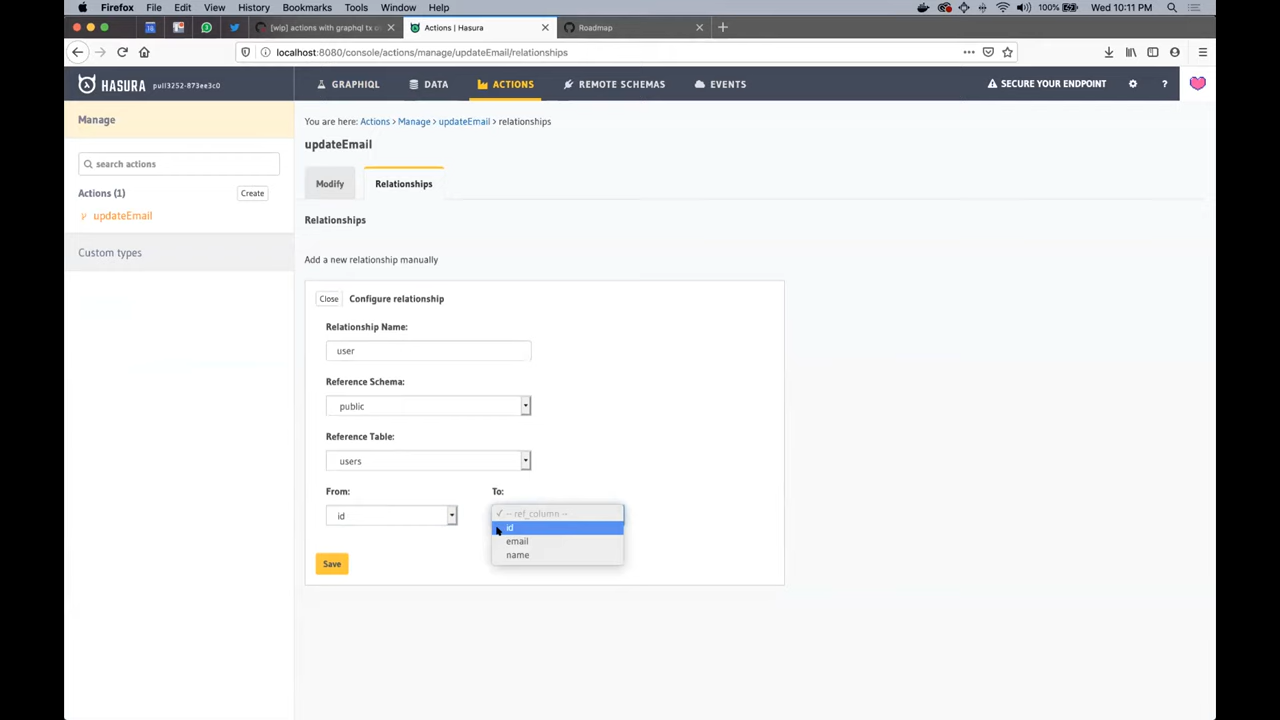 Firefox File Edit View History Bookmarks Tools Window Help
100% Wed 10:11 PM
[wip] actions with graphql tx
Actions | Hasura
Roadmap
localhost:8080/console/actions/manage/updateEmail/relationships
HASURA pull3252-873ee3c0
GRAPHIQL DATA ACTIONS REMOTE SCHEMAS EVENTS
SECURE YOUR ENDPOINT ?
Manage
search actions
Actions (1) Create
updateEmail
Custom types
You are here: Actions > Manage > updateEmail > relationships
updateEmail
Modify Relationships
Relationships
Add a new relationship manually
Close Configure relationship
Relationship Name:
user
Reference Schema:
public
Reference Table:
users
From: To:
id
✓ -- ref_column --
id
email
name
Save